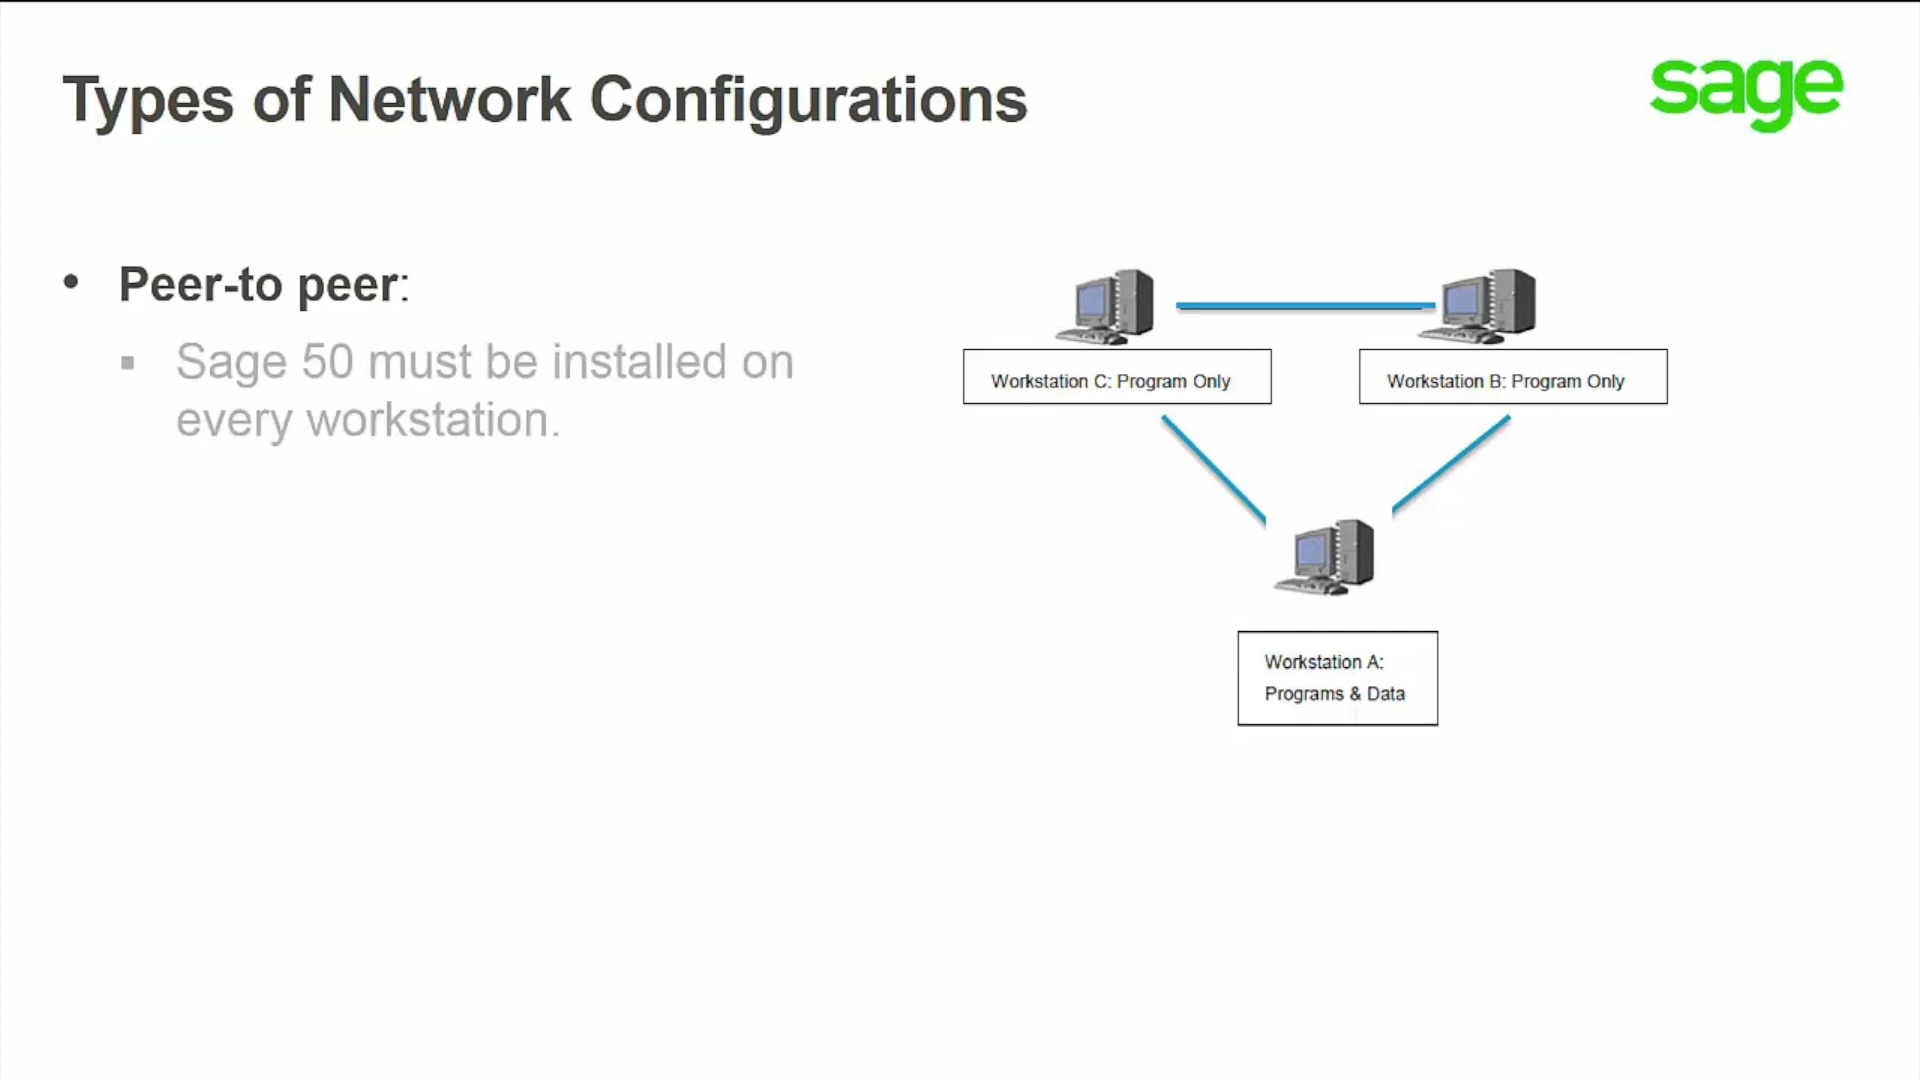 Types of Network Configurations
sage
• Peer-to peer:
▪ Sage 50 must be installed on
every workstation.
Workstation C: Program Only
Workstation B: Program Only
Workstation A:
Programs & Data